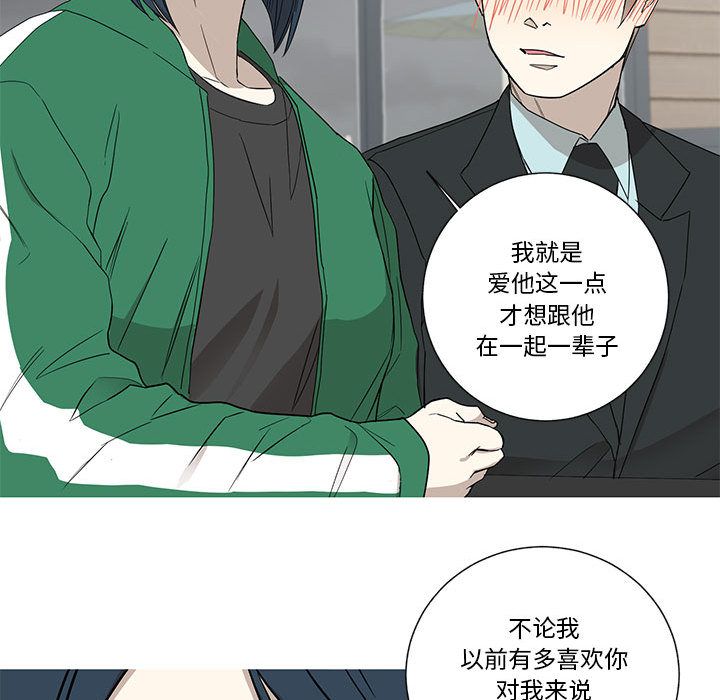 我就是
爱他这一点
才想跟他
在一起一辈子
不论我
以前有多喜欢你
对我来说